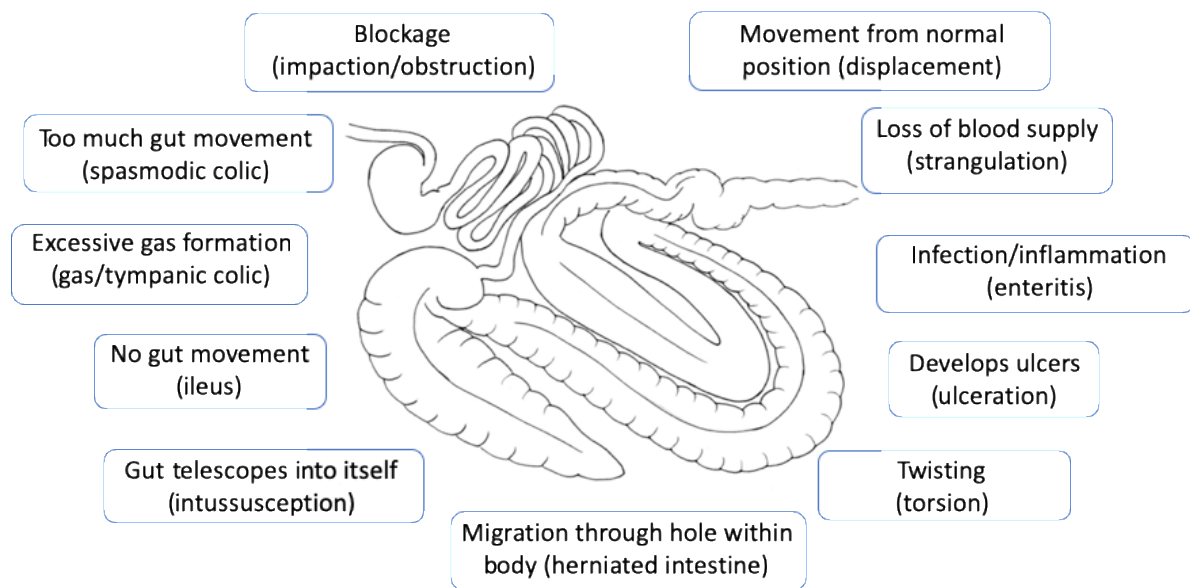 Blockage
(impaction/obstruction)
Movement from normal
position (displacement)
Too much gut movement
(spasmodic colic)
Loss of blood supply
(strangulation)
Excessive gas formation
(gas/tympanic colic)
Infection/inflammation
(enteritis)
No gut movement
(ileus)
Develops ulcers
(ulceration)
Gut telescopes into itself
(intussusception)
Twisting
(torsion)
Migration through hole within
body (herniated intestine)